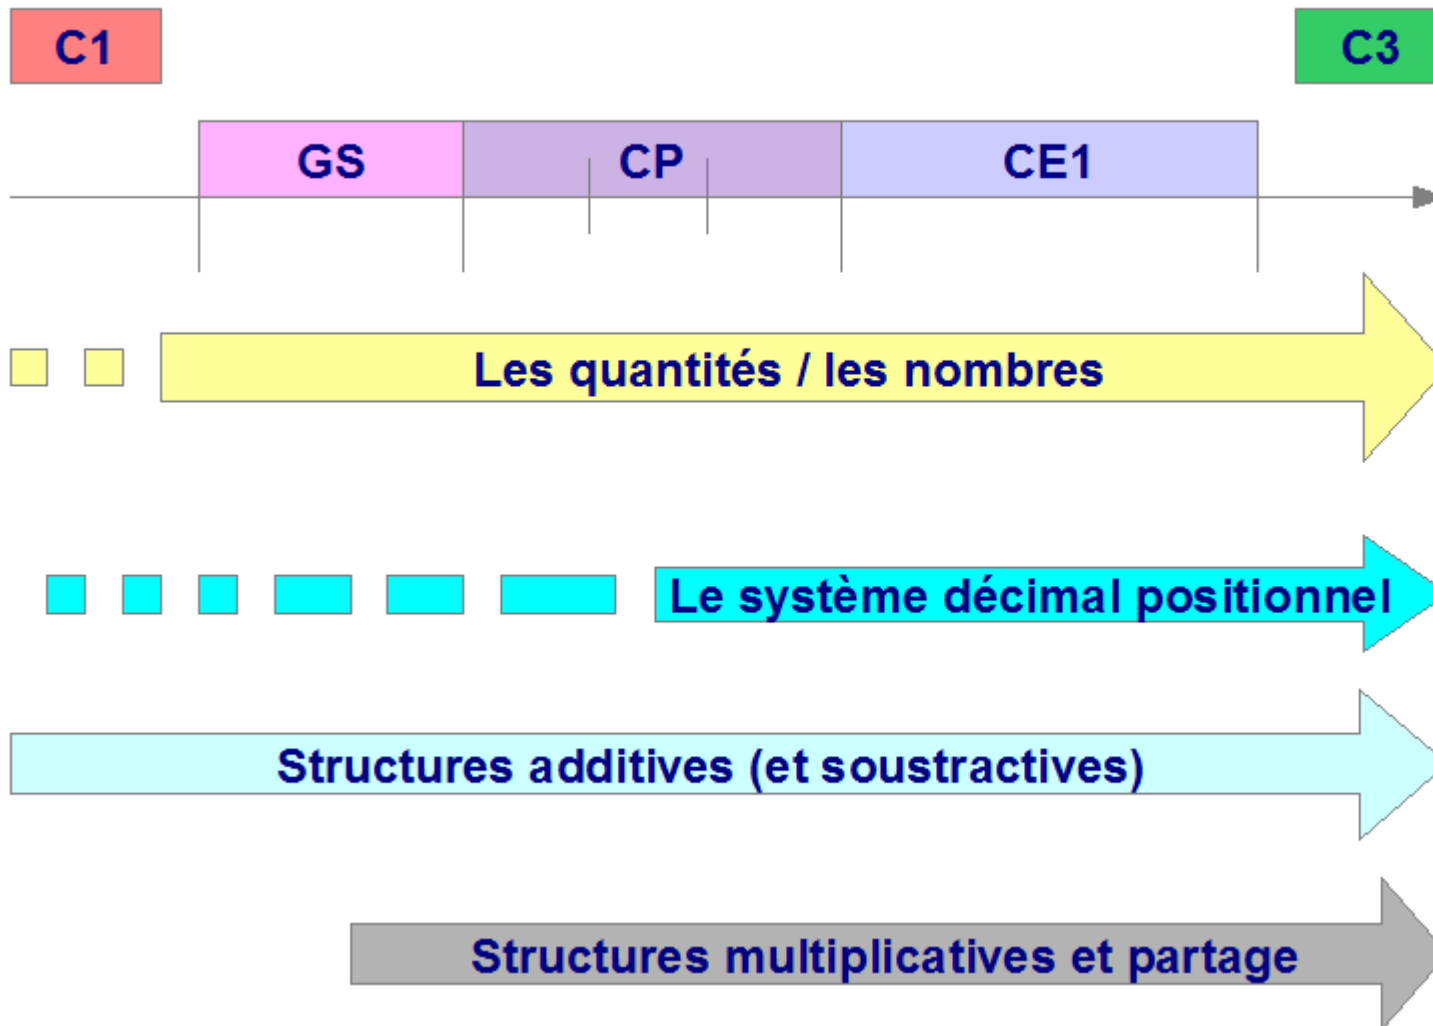 C1 C3
GS CP CE1
Les quantités / les nombres
Le système décimal positionnel
Structures additives (et soustractives)
Structures multiplicatives et partage